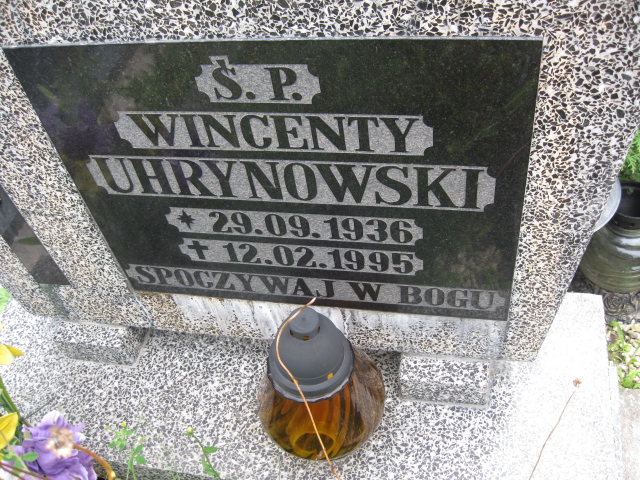 Ś. P.
WINCENTY
UHRYNOWSKI
* 29.09.1936
† 12.02.1995
SPOCZYWAJ W BOGU